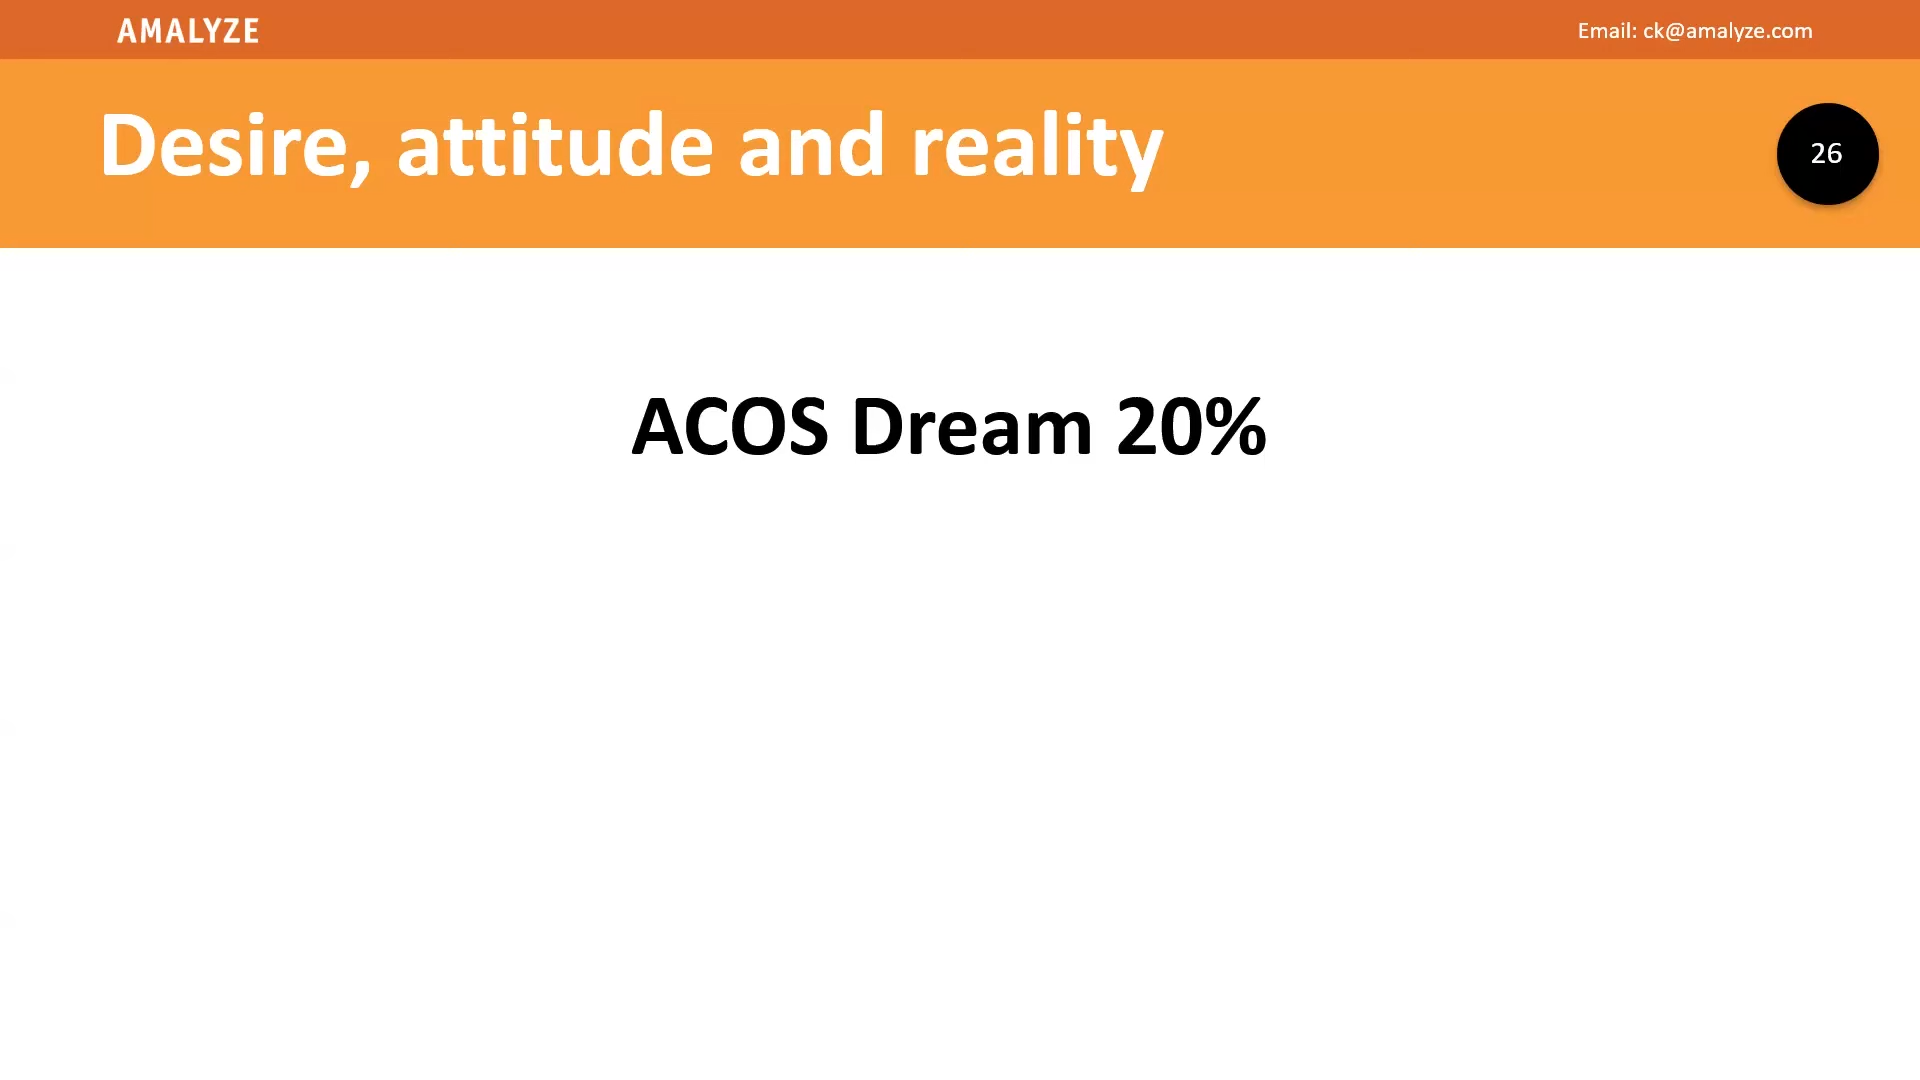 AMALYZE
Email: ck@amalyze.com
Desire, attitude and reality
26
ACOS Dream 20%